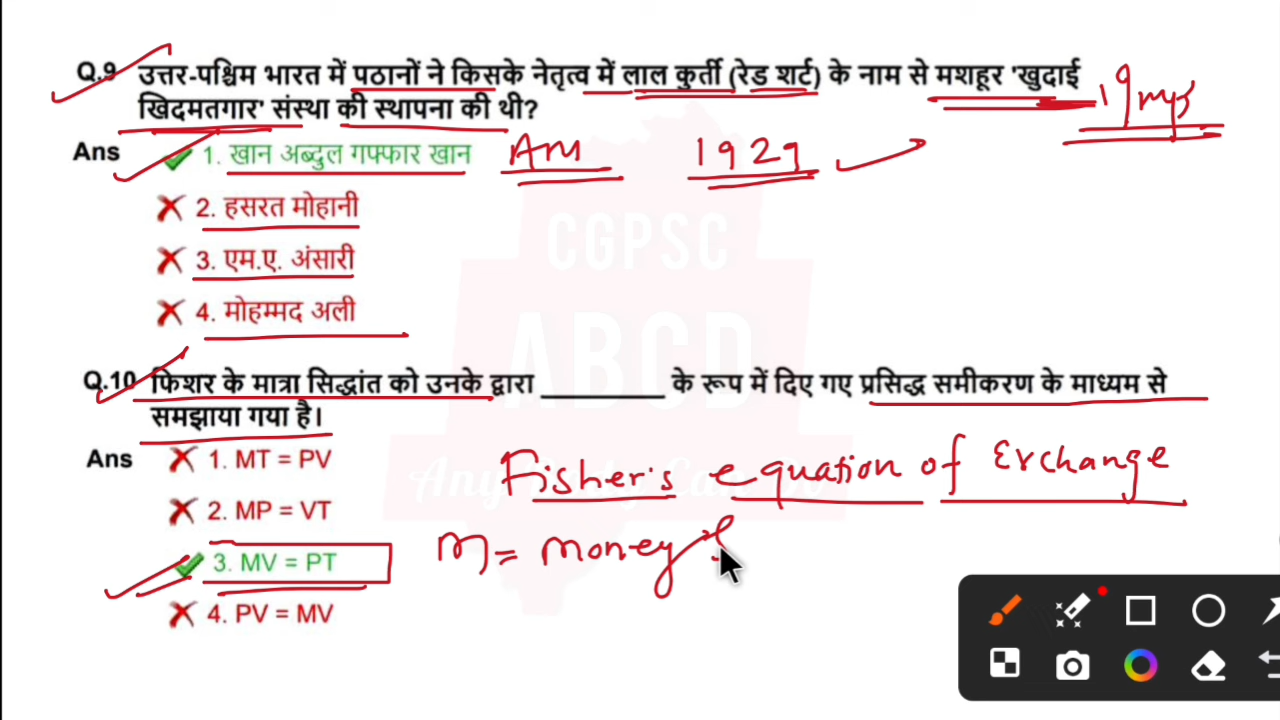 Q.9 उत्तर-पश्चिम भारत में पठानों ने किसके नेतृत्व में लाल कुर्ती (रेड शर्ट) के नाम से मशहूर 'खुदाई
खिदमतगार' संस्था की स्थापना की थी?
Ans 1. खान अब्दुल गफ्फार खान 1929
2. हसरत मोहानी
3. एम.ए. अंसारी
4. मोहम्मद अली
CGPSC
ABCD
Q.10 फिशर के मात्रा सिद्धांत को उनके द्वारा ________ के रूप में दिए गए प्रसिद्ध समीकरण के माध्यम से
समझाया गया है।
Ans 1. MT = PV
Fisher's equation of Exchange
2. MP = VT
3. MV = PT M = money
4. PV = MV